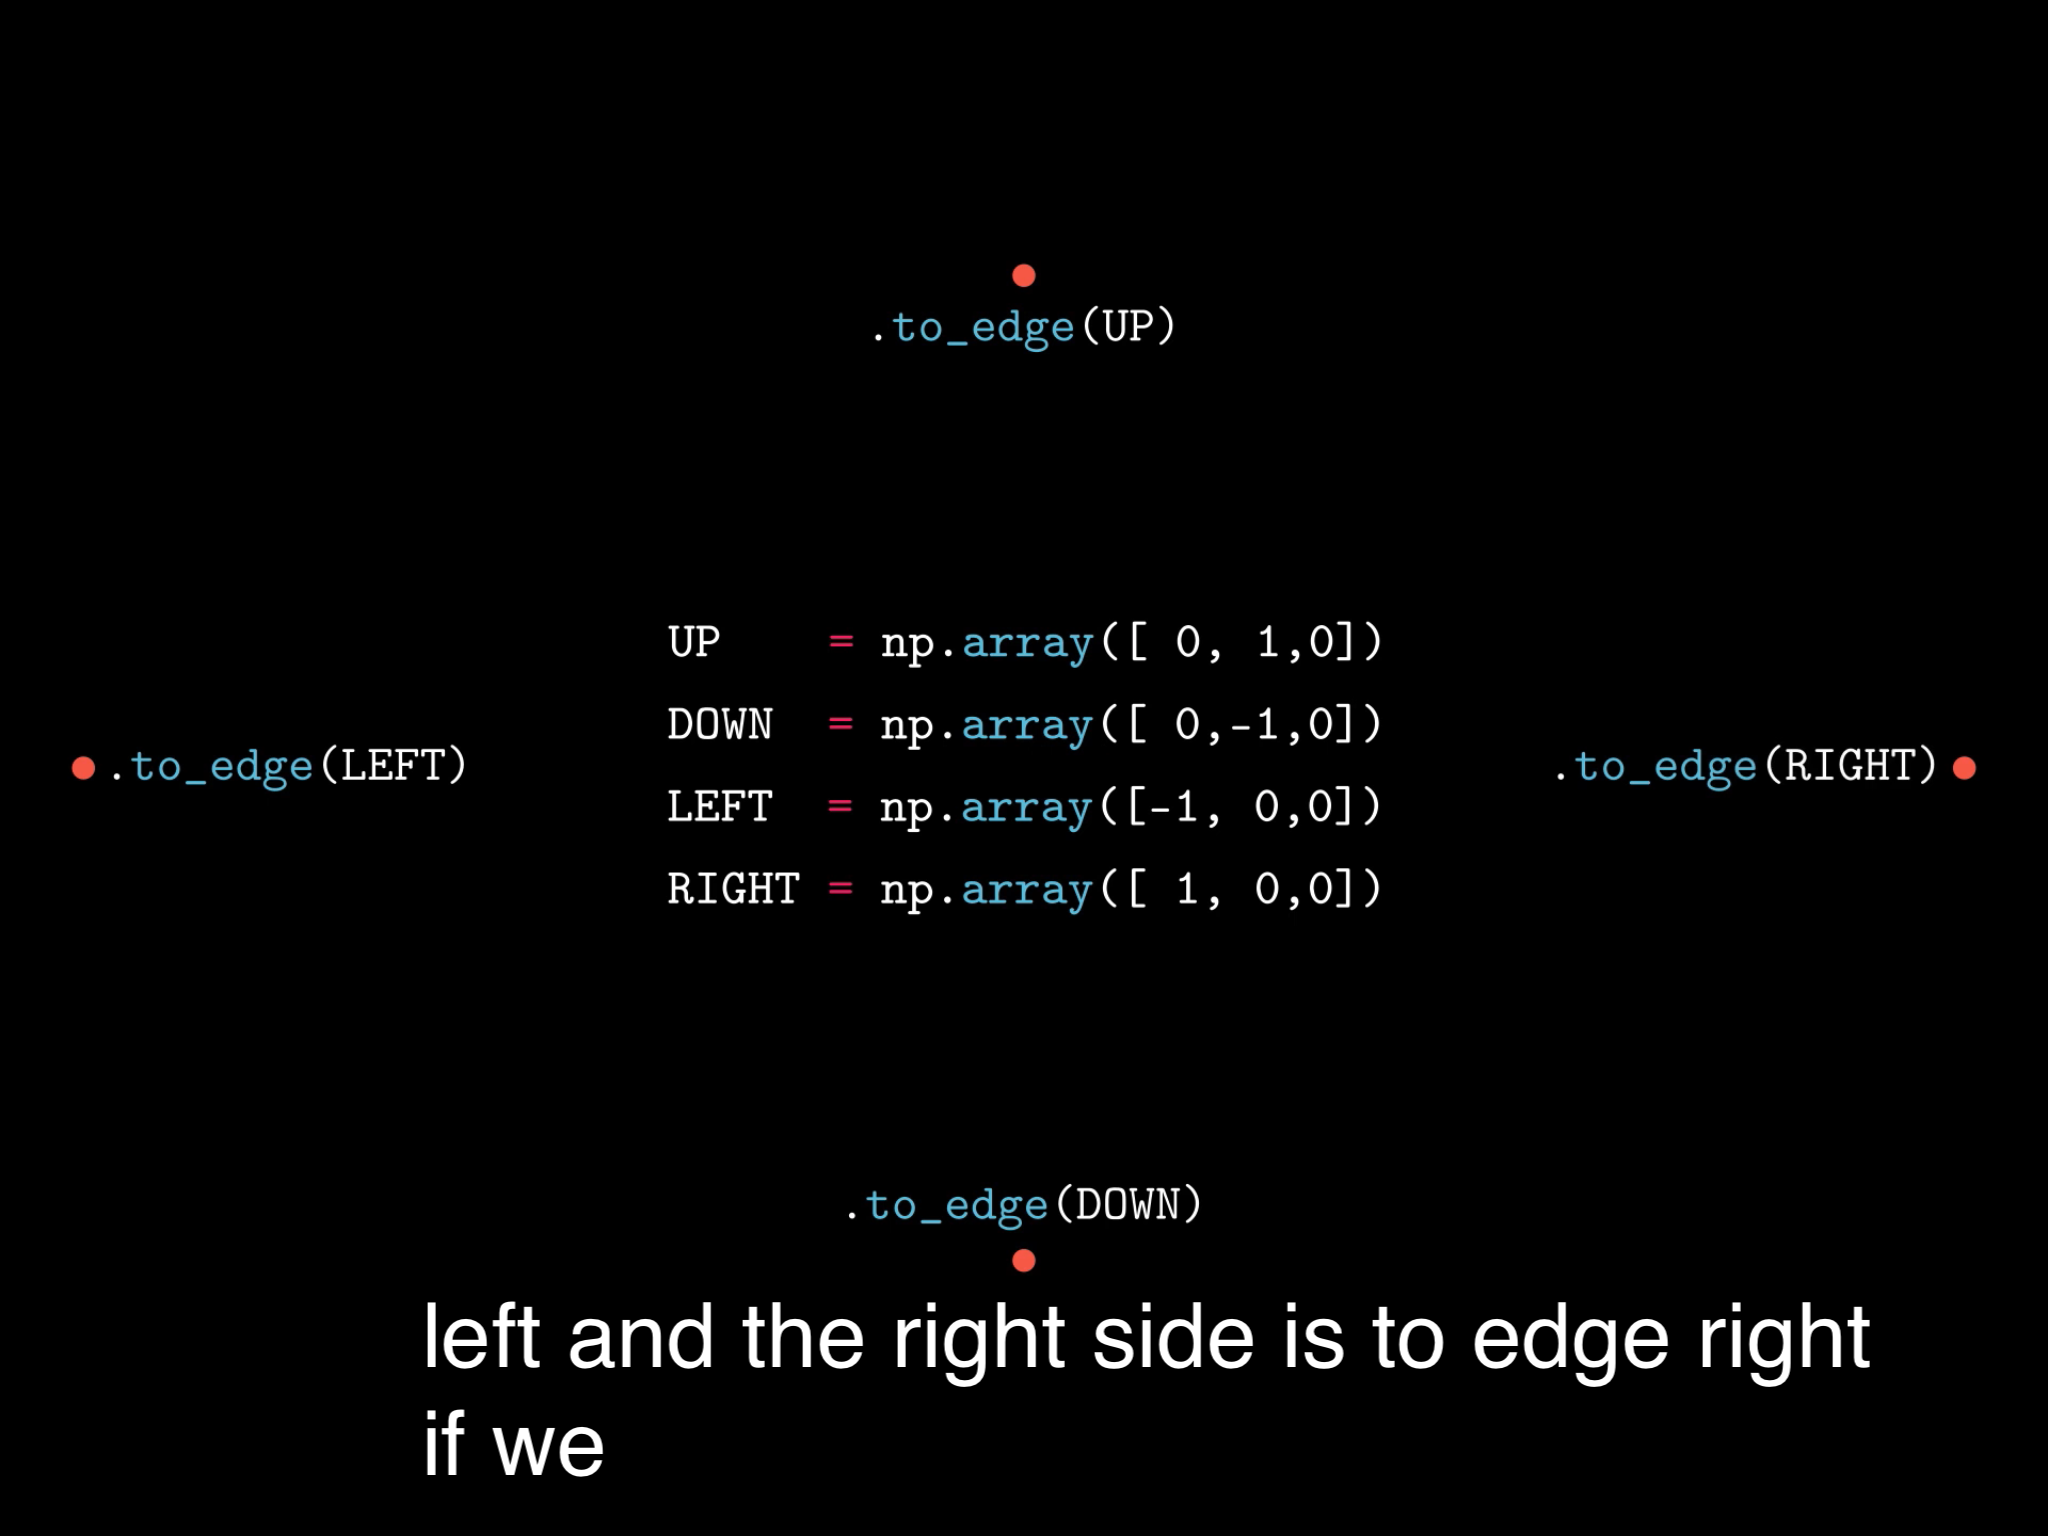 .to_edge(UP)
UP    = np.array([ 0, 1,0])
DOWN  = np.array([ 0,-1,0])
.to_edge(LEFT)
.to_edge(RIGHT)
LEFT  = np.array([-1, 0,0])
RIGHT = np.array([ 1, 0,0])
.to_edge(DOWN)
left and the right side is to edge right
if we